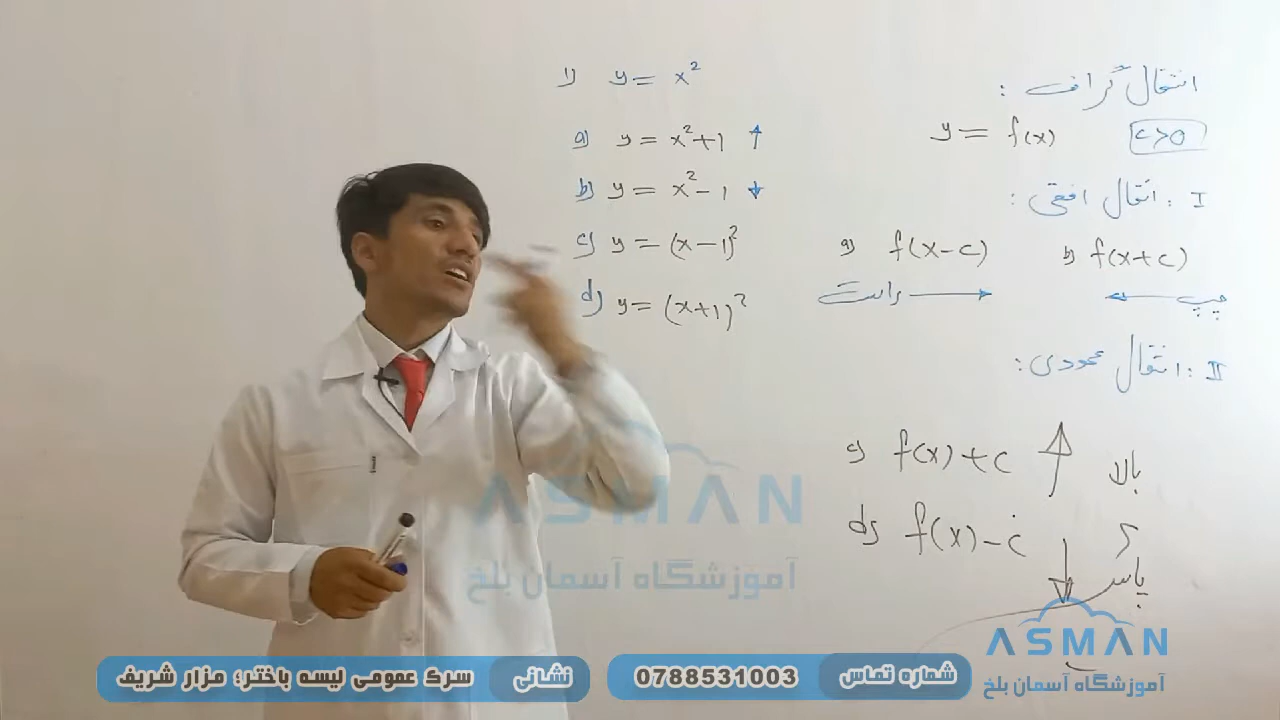 انتقال گراف :
y = f(x) c>0
I : انتقال افقی :
a) f(x-c) b) f(x+c)
راست → ← چپ
II : انتقال عمودی :
c) f(x)+c ↑ بالا
d) f(x)-c ↓
1) y = x²
a) y = x²+1 ↑
b) y = x²-1 ↓
c) y = (x-1)²
d) y = (x+1)²
ASMAN
آموزشگاه آسمان بلخ
ASMAN
آموزشگاه آسمان بلخ
شماره تماس 0788531003
نشانی سرک عمومی لیسه باختر؛ مزار شریف